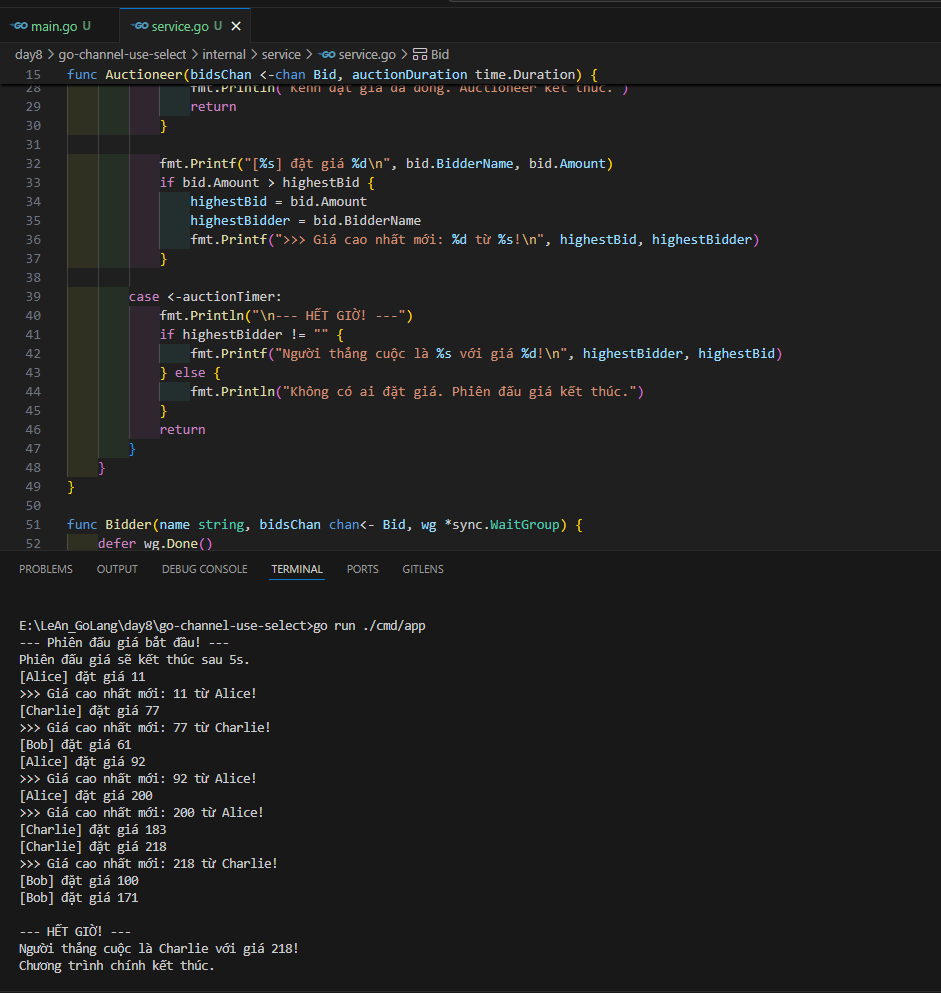 main.go U
service.go U
day8 > go-channel-use-select > internal > service > service.go > Bid
15 func Auctioneer(bidsChan <-chan Bid, auctionDuration time.Duration) {
28 fmt.Println("Kênh đặt giá đã đóng. Auctioneer kết thúc.")
29 return
30 }
31
32 fmt.Printf("[%s] đặt giá %d\n", bid.BidderName, bid.Amount)
33 if bid.Amount > highestBid {
34 highestBid = bid.Amount
35 highestBidder = bid.BidderName
36 fmt.Printf(">>> Giá cao nhất mới: %d từ %s!\n", highestBid, highestBidder)
37 }
38
39 case <-auctionTimer:
40 fmt.Println("\n--- HẾT GIỜ! ---")
41 if highestBidder != "" {
42 fmt.Printf("Người thắng cuộc là %s với giá %d!\n", highestBidder, highestBid)
43 } else {
44 fmt.Println("Không có ai đặt giá. Phiên đấu giá kết thúc.")
45 }
46 return
47 }
48 }
49 }
50
51 func Bidder(name string, bidsChan chan<- Bid, wg *sync.WaitGroup) {
52 defer wg.Done()
PROBLEMS OUTPUT DEBUG CONSOLE TERMINAL PORTS GITLENS
E:\LeAn_GoLang\day8\go-channel-use-select>go run ./cmd/app
--- Phiên đấu giá bắt đầu! ---
Phiên đấu giá sẽ kết thúc sau 5s.
[Alice] đặt giá 11
>>> Giá cao nhất mới: 11 từ Alice!
[Charlie] đặt giá 77
>>> Giá cao nhất mới: 77 từ Charlie!
[Bob] đặt giá 61
[Alice] đặt giá 92
>>> Giá cao nhất mới: 92 từ Alice!
[Alice] đặt giá 200
>>> Giá cao nhất mới: 200 từ Alice!
[Charlie] đặt giá 183
[Charlie] đặt giá 218
>>> Giá cao nhất mới: 218 từ Charlie!
[Bob] đặt giá 100
[Bob] đặt giá 171
--- HẾT GIỜ! ---
Người thắng cuộc là Charlie với giá 218!
Chương trình chính kết thúc.